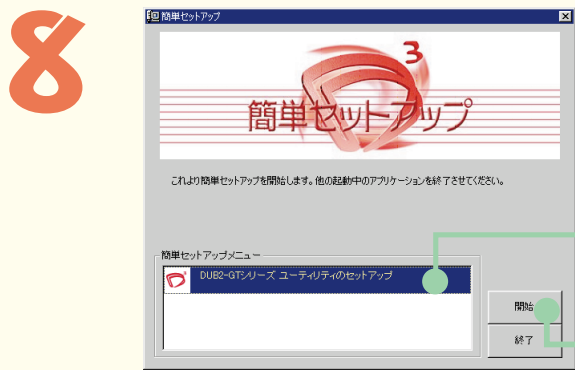 8
簡単セットアップ
3
簡単セットアップ
これより簡単セットアップを開始します。他の起動中のアプリケーションを終了させてください。
簡単セットアップメニュー
DUB2-GTシリーズ ユーティリティのセットアップ
開始
終了